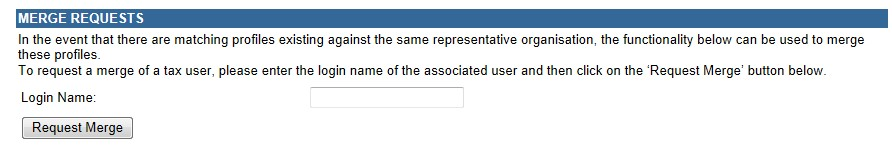 MERGE REQUESTS
In the event that there are matching profiles existing against the same representative organisation, the functionality below can be used to merge
these profiles.
To request a merge of a tax user, please enter the login name of the associated user and then click on the ‘Request Merge’ button below.
Login Name:
Request Merge